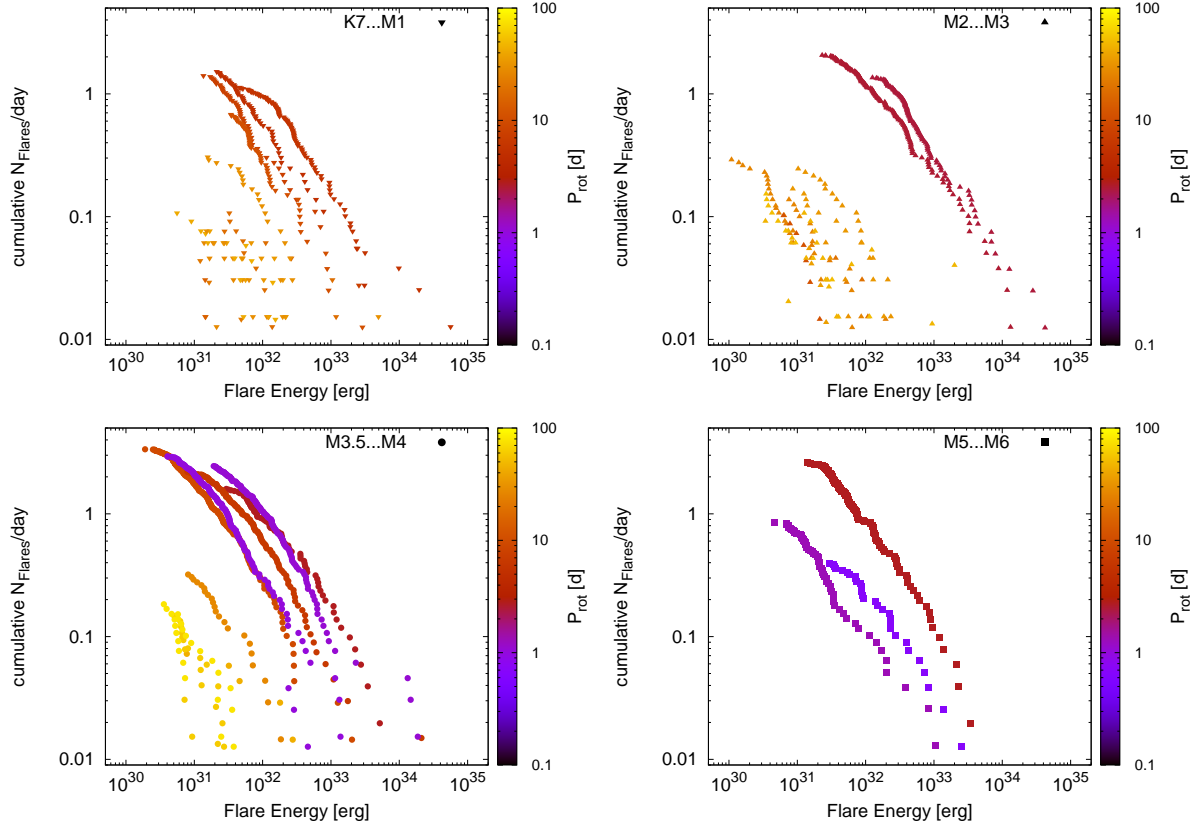 K7...M1
cumulative N_Flares/day
1
0.1
0.01
10^30 10^31 10^32 10^33 10^34 10^35
Flare Energy [erg]
100
10
1
0.1
P_rot [d]
M2...M3
cumulative N_Flares/day
1
0.1
0.01
10^30 10^31 10^32 10^33 10^34 10^35
Flare Energy [erg]
100
10
1
0.1
P_rot [d]
M3.5...M4
cumulative N_Flares/day
1
0.1
0.01
10^30 10^31 10^32 10^33 10^34 10^35
Flare Energy [erg]
100
10
1
0.1
P_rot [d]
M5...M6
cumulative N_Flares/day
1
0.1
0.01
10^30 10^31 10^32 10^33 10^34 10^35
Flare Energy [erg]
100
10
1
0.1
P_rot [d]